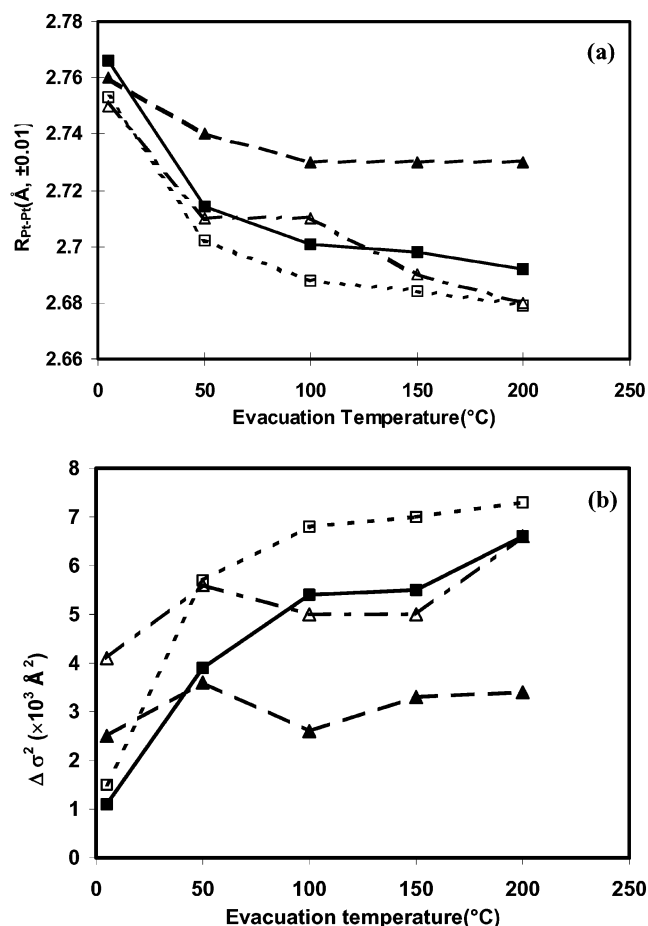 2.78
(a)
2.76
2.74
2.72
2.7
2.68
2.66
R_Pt-Pt(Å, ±0.01)
0 50 100 150 200 250
Evacuation Temperature(°C)
8
(b)
7
6
5
4
3
2
1
0
Δ σ² (×10³ Å²)
0 50 100 150 200 250
Evacuation temperature(°C)